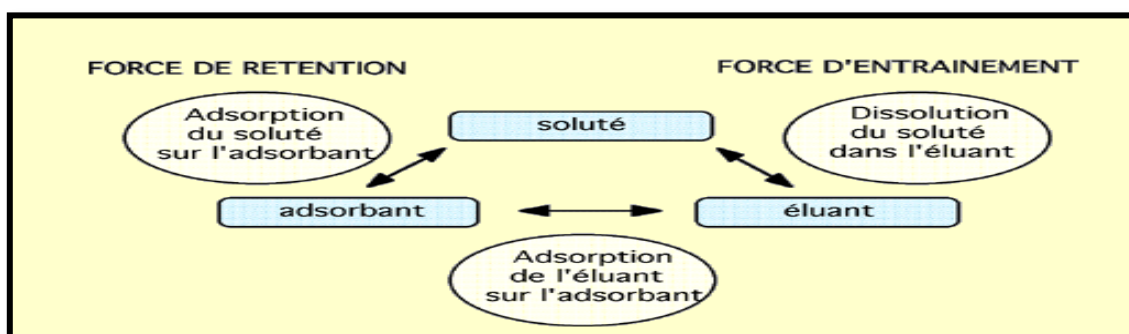 FORCE DE RETENTION
FORCE D'ENTRAINEMENT
Adsorption
du soluté
sur l'adsorbant
soluté
Dissolution
du soluté
dans l'éluant
adsorbant
éluant
Adsorption
de l'éluant
sur l'adsorbant